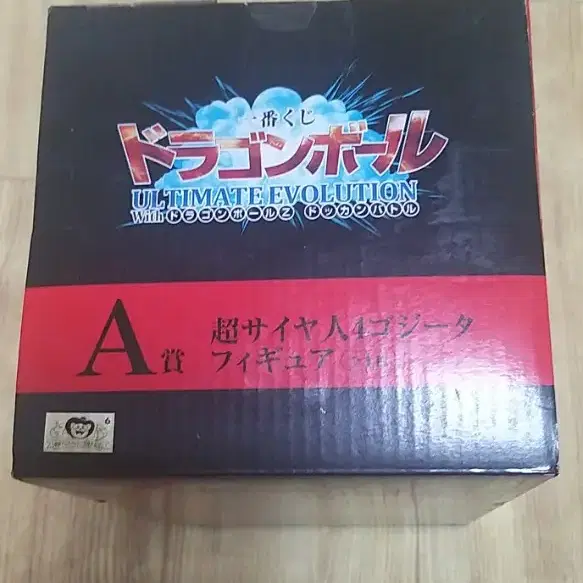 一番くじ
ドラゴンボール
ULTIMATE EVOLUTION
With ドラゴンボールZ ドッカンバトル
A賞
超サイヤ人4ゴジータ
フィギュア
6